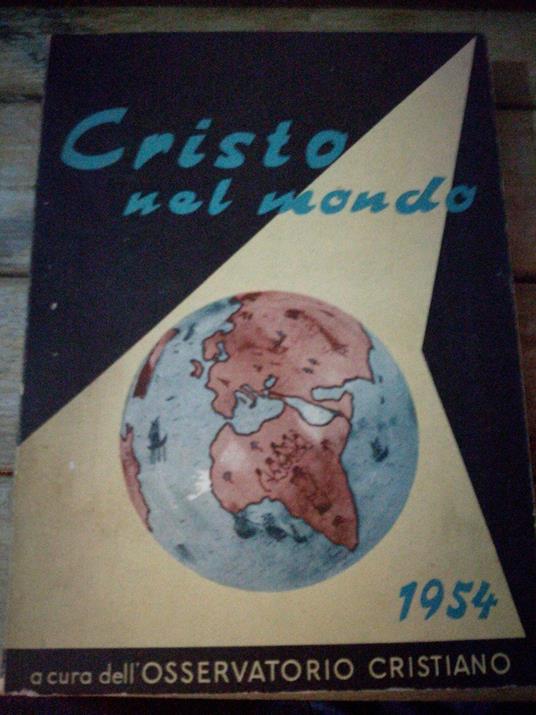 Cristo
nel mondo
1954
a cura dell'OSSERVATORIO CRISTIANO